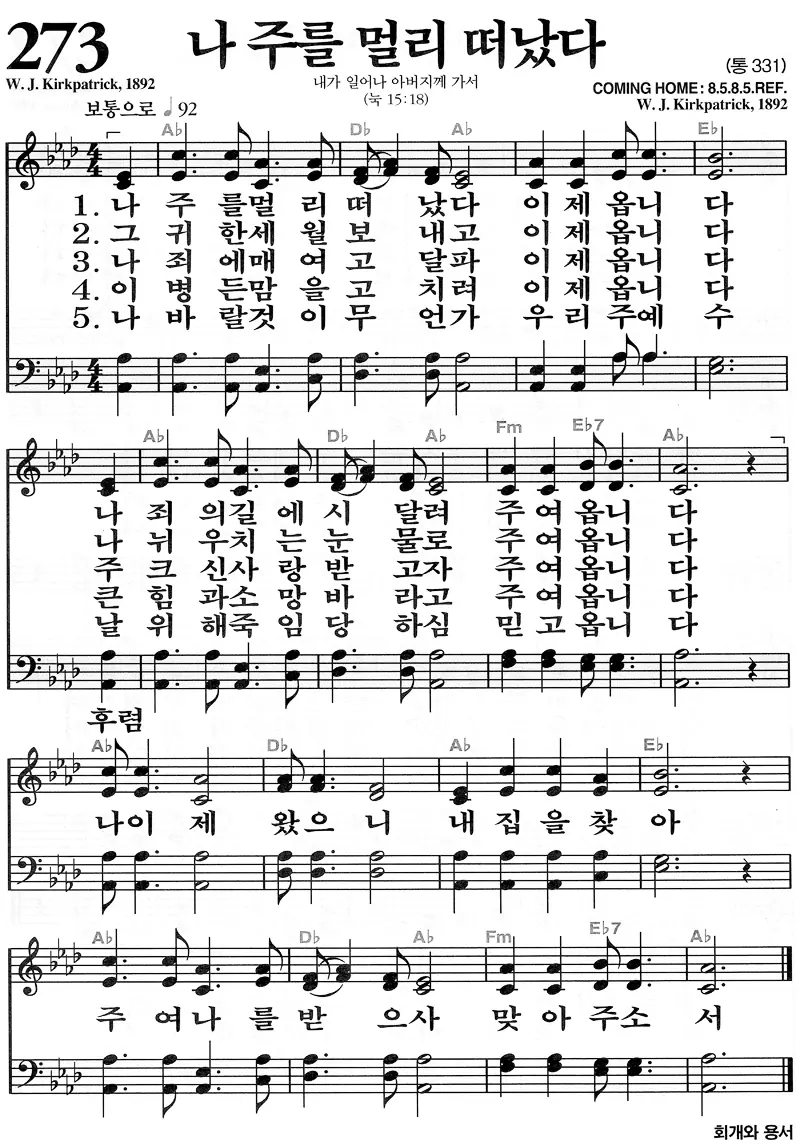 273 나 주를 멀리 떠났다
(통 331)
W. J. Kirkpatrick, 1892
내가 일어나 아버지께 가서
(눅 15:18)
COMING HOME: 8.5.8.5.REF.
W. J. Kirkpatrick, 1892
보통으로 ♩ 92
A♭ D♭ A♭ E♭
1. 나 주 를멀 리 떠 났다 이 제 옵니 다
2. 그 귀 한세 월 보 내고 이 제 옵니 다
3. 나 죄 에매 여 고 달파 이 제 옵니 다
4. 이 병 든맘 을 고 치려 이 제 옵니 다
5. 나 바 랄것 이 무 언가 우 리 주예 수
A♭ D♭ A♭ Fm E♭7 A♭
나 죄 의길 에 시 달려 주 여 옵니 다
나 뉘 우치 는 눈 물로 주 여 옵니 다
주 크 신사 랑 받 고자 주 여 옵니 다
큰 힘 과소 망 바 라고 주 여 옵니 다
날 위 해죽 임 당 하심 믿 고 옵니 다
후렴
A♭ D♭ A♭ E♭
나이 제 왔으 니 내 집 을 찾 아
A♭ D♭ A♭ Fm E♭7 A♭
주 여나 를 받 으사 맞 아 주소 서
회개와 용서